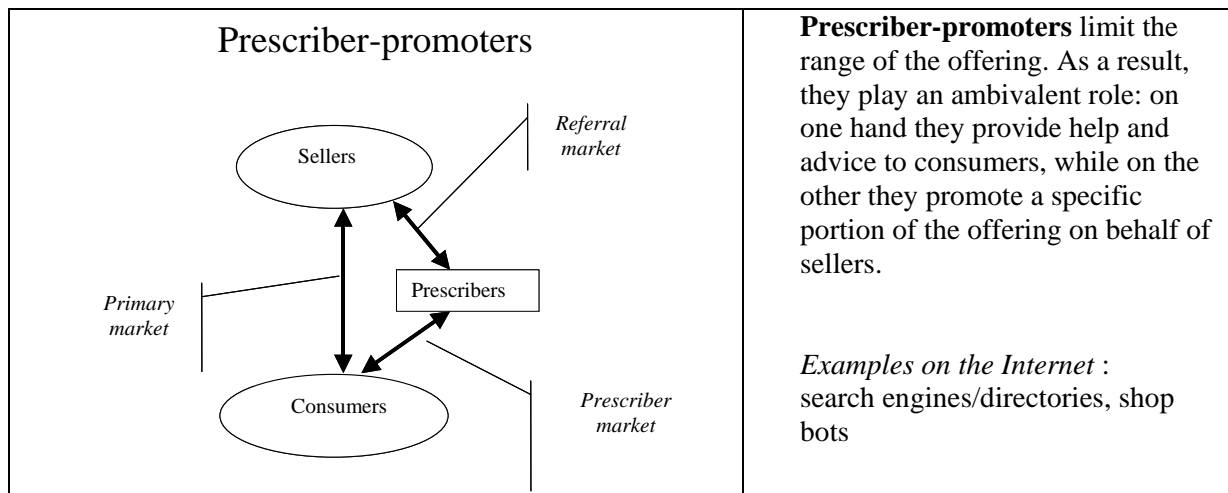 Prescriber-promoters
Referral
market
Sellers
Prescribers
Primary
market
Consumers
Prescriber
market
Prescriber-promoters limit the
range of the offering. As a result,
they play an ambivalent role: on
one hand they provide help and
advice to consumers, while on the
other they promote a specific
portion of the offering on behalf of
sellers.
Examples on the Internet :
search engines/directories, shop
bots